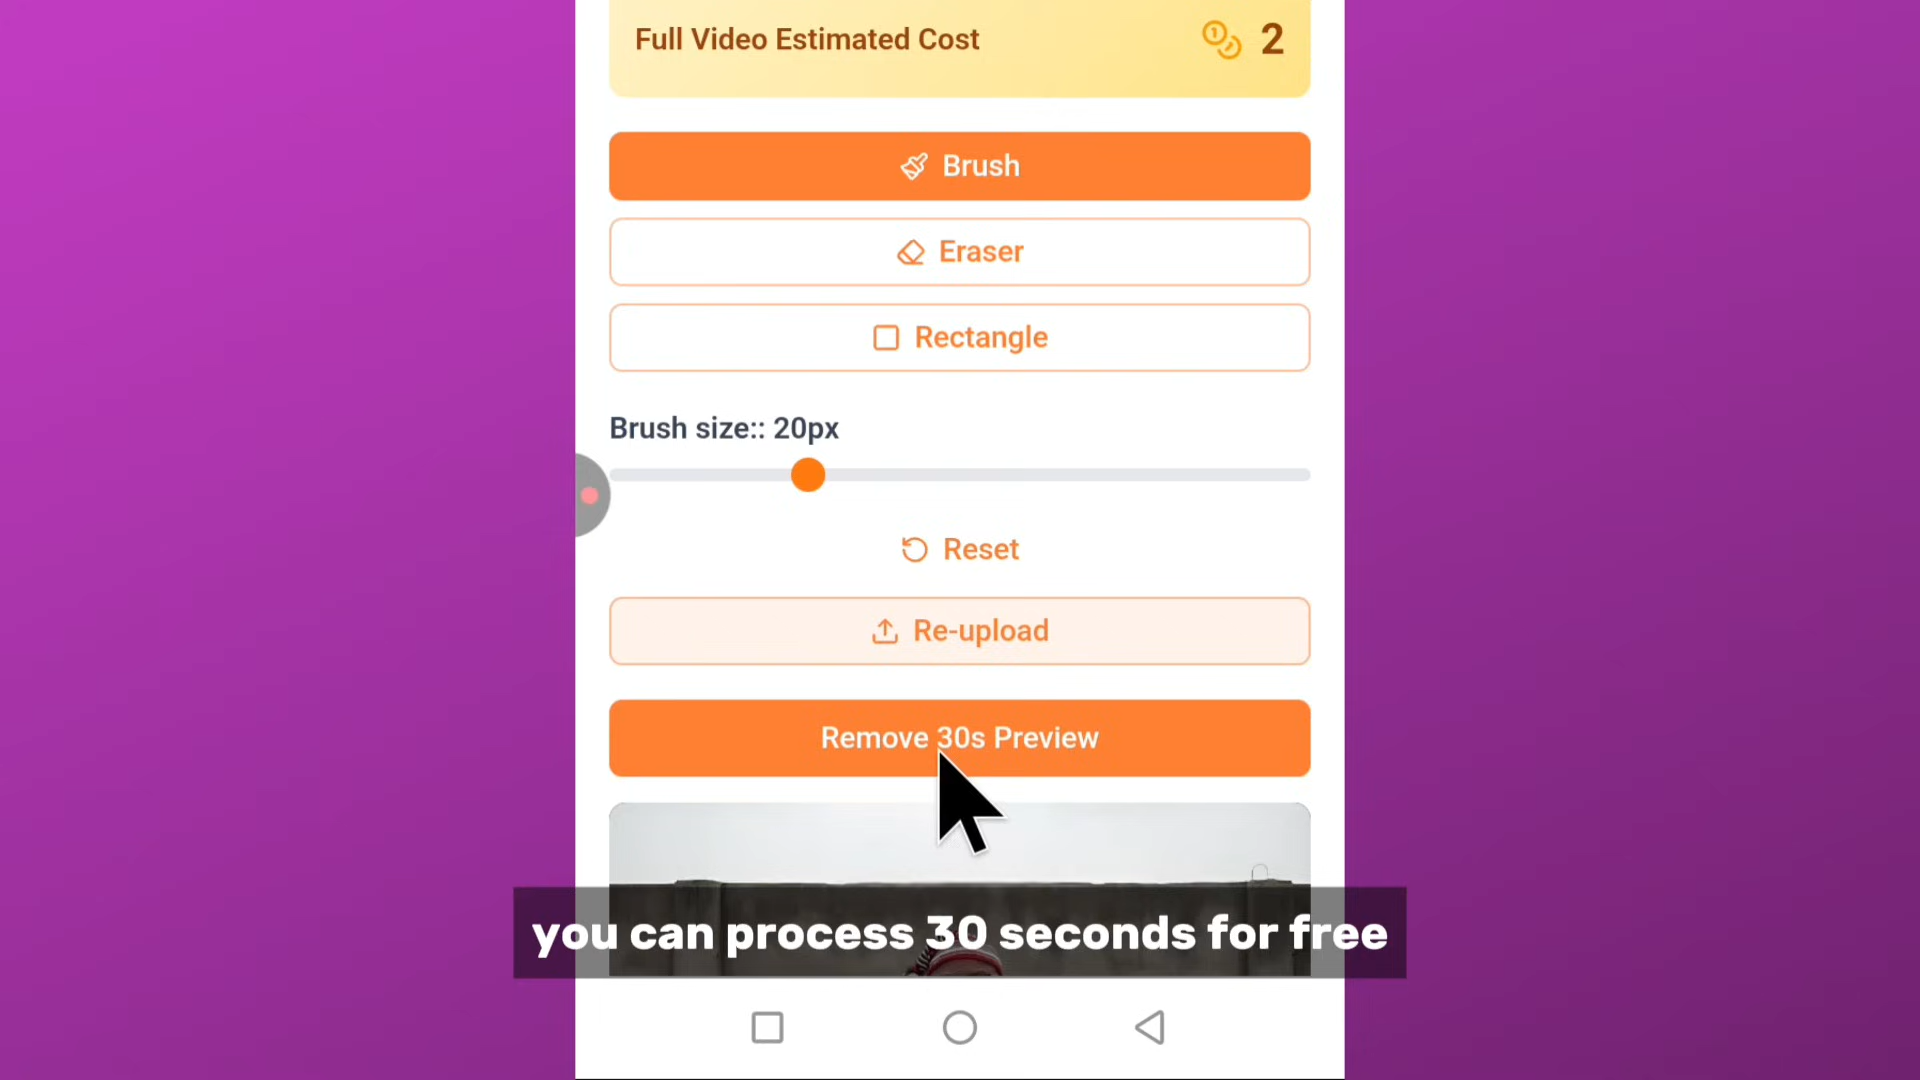 Full Video Estimated Cost 2
Brush
Eraser
Rectangle
Brush size:: 20px
Reset
Re-upload
Remove 30s Preview
you can process 30 seconds for free